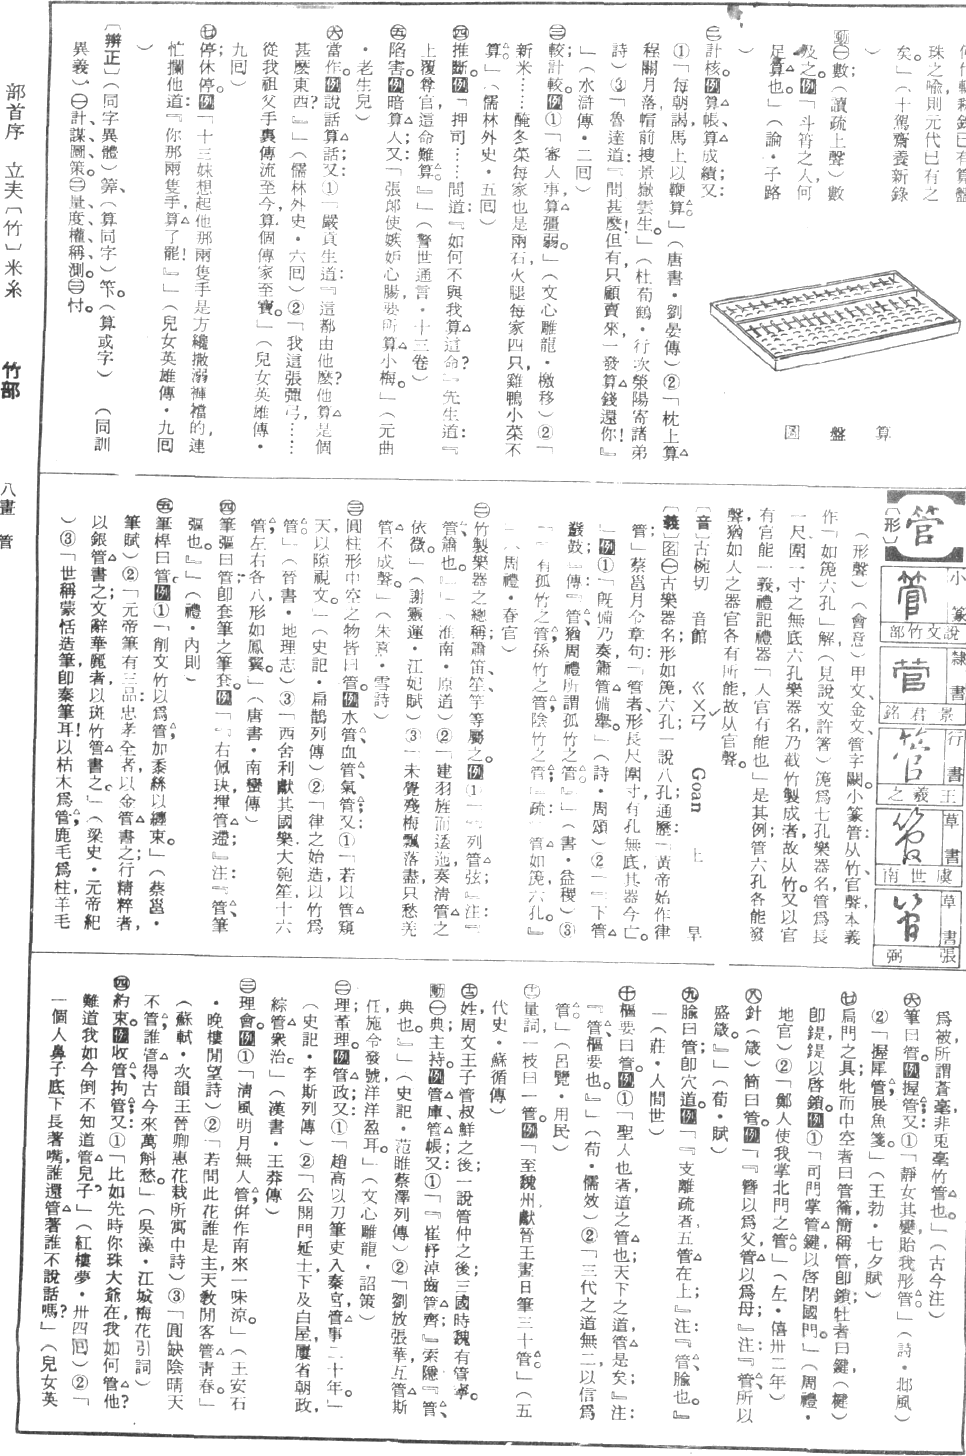 珠之喩則元代已有之
矣。」(十駕齋養新錄
)
動㊀數;(讀疏上聲)數
及之。例「斗筲之人何
足算也。」(論·子路
)
算盤圖
㊁計核。例算帳,算成績;又:
①「每朝謁,馬上以鞭算。」(唐書·劉晏傳)②「枕上算
程關月落,帽前搜景嶽雲生。」(杜荀鶴·行次滎陽寄諸弟
詩)③「魯達道:『問甚麼!但有,只顧賣來,一發算錢還你!』
」(水滸傳·二回)
㊂較;計較。例①「審人事,算彊弱。」(文心雕龍·檄移)②「
新米……醃冬菜,每家也是兩石;火腿每家四隻,雞鴨小菜不
算。」(儒林外史·五回)
㊃推斷。例「押司……問道:『如何不與我算這命?』先生道:『
上覆尊官,這命難算。』」(警世通言·十三卷)
㊄陷害。例暗算人;又「張郎使嫉妒心腸,要所算小梅。」(元曲
·老生兒)
㊅當作。例說話算話;又:①「嚴貢生道:『這都由他麼?他算是個
甚麼東西?』」(儒林外史·六回)②「我這張彈弓,……
從我祖父手裏傳流至今,算個傳家至寶。」(兒女英雄傳·
九回)
㊆停;休停。例「十三妹想起他那兩隻手是方纔撒溺褲襠的,連
忙攔他道:『你那兩隻手算了罷!』」(兒女英雄傳·九回
)
〔辨正〕(同字異體)筭、(算同字)笇。(算或字) (同訓
異義)、㊀計謀圖策。㊁量度權稱測。㊂忖。
【管】
小篆 說文竹部
隸書 景君銘
行書 王羲之
草書 虞世南
草書 張弼
〔形〕
(形聲)(會意)甲文、金文管字闕。小篆管:从竹,官聲,本義
作「如箎,六孔」解(見說文許箸)箎爲七孔樂器名,管爲長
一尺,圍一寸之無底六孔樂器名,乃截竹製成者,故从竹。又以官
有官能一義,禮記禮器「人官有能也」是其例;管六孔各能發
聲,猶如人之器官各有所能,故从官聲。
〔音〕古椀切 音館 ㄍㄨㄢ Goan 上 旱
〔義〕名㊀古樂器名,形如箎,六孔;一說八孔;通歷:「黃帝始作律
管。」蔡邕月令章句:「管者形長尺,圍寸,有孔無底,其器今亡。
」例①「旣備乃奏,簫管備舉。」(詩·周頌)②「下管
鼗鼓。」傳:『管,猶周禮所謂孤竹之管。』」(書·益稷)③
「有孤竹之管;孫竹之管,陰竹之管;疏:『管如箎,六孔。』
」(周禮·春官)
㊁竹製樂器之總稱;簫笛笙竽等屬之。例①「『列管弦。』注:『
管,簫也。』」(淮南·原道)②「建羽旌而逶迤,奏淸管之
依微。」(謝靈運·江妃賦)③「未覺殘梅飄落盡,只愁羌
管不成聲。」(朱熹·雪詩)
㊂圓柱形中空之物皆曰管。例水管,血管,氣管;又:①「若以管窺
天,以隙視文。」(史記·扁鵲列傳)②「律之始造,以竹爲
管。」(晉書·地理志)③「西舍利獻其國樂,大匏笙十六
管,左右各八,形如鳳翼。」(唐書·南蠻傳)
㊃筆彄曰管;卽套筆之筆套。例「『右佩玦捍管遰;』注:『管,筆
彄也。』」(禮·內則)
㊄筆桿曰管。例①「削文竹以爲管,加漆絲以纏束。」(蔡邕·
筆賦)②「元帝筆有三品:忠孝全者以金管書之,行精粹者,
以銀管書之,文辭華麗者,以斑竹管書之。」(梁史·元帝紀
)③「世稱蒙恬造筆,卽秦筆耳!以枯木爲管,鹿毛爲柱,羊毛
爲被,所謂蒼毫,非兎毫竹管也。」(古今注)
㊅筆曰管。例握管;又:①「靜女其孌,貽我彤管。」(詩·邶風)
②「握犀管,展魚箋。」(王勃·七夕賦)
㊆扃門之具,牝而中空者曰管籥,簡稱管,卽鎖;牡者曰鍵,(楗)
卽鍉,鍉以啓鎖。例①「司門掌管鍵,以啓閉國門。」(周禮·
地官)②「鄭人使我掌北門之管。」(左·僖卅二年)
㊇針(箴)筒曰管。例「『簪以爲父,管以爲母。』注:『管所以
盛箴。』」(荀·賦)
㊈腧曰管,卽穴道。例「『支離疏者,五管在上。』注:『管,腧也。』
」(莊·人間世)
㊉樞要曰管。例①「聖人也者,道之管也,天下之道管是矣。』注:
『管,樞要也。』」(荀·儒效)②「三代之道無二,以信爲
管。」(呂覽·用民)
量詞,一枝曰一管。例「至魏州,獻晉王畫日筆三十管。」(五
代史·蘇循傳)
姓,周文王子管叔鮮之後,一說管仲之後;三國時魏有管寧。
動㊀典;主持。例管庫,管帳;又①「『崔杼淖齒管齊;』索隱:『管,
典也。』」(史記·范睢蔡澤列傳)②「劉放張華,互管斯
任,施令發號,洋洋盈耳。」(文心雕龍·詔策)
㊁理;董理。例管政;又:①「趙高以刀筆吏入秦宮,管事二十年。」
(史記·李斯列傳)②「公開門延士,下及白屋,屢省朝政,
綜管衆治。」(漢書·王莽傳)
㊂理會。例①「淸風明月無人管,倂作南來一味涼。」(王安石
·晚樓閒望詩)②「若問此花誰是主,天敎閒客管靑春。」
(蘇軾·次韻王晉卿惠花栽所寓中詩)③「圓缺陰晴天
不管,誰管得古今來萬斛愁。」(吳藻·江城梅花引詞)
㊃約束。例收管,拘管;又:①「比如先時你珠大爺在,我如何管他?
難道我如今倒不知道管兒子?」(紅樓夢·卅四回)②「
一個人鼻子底下長着嘴,誰還管着誰不說話嗎?」(兒女英
部首序 立耒〔竹〕米糸
竹部
八畫 管